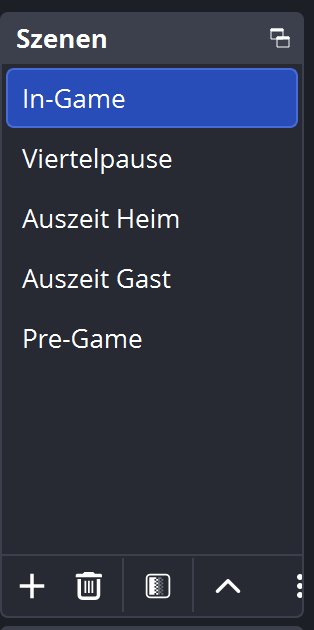 Szenen
In-Game
Viertelpause
Auszeit Heim
Auszeit Gast
Pre-Game